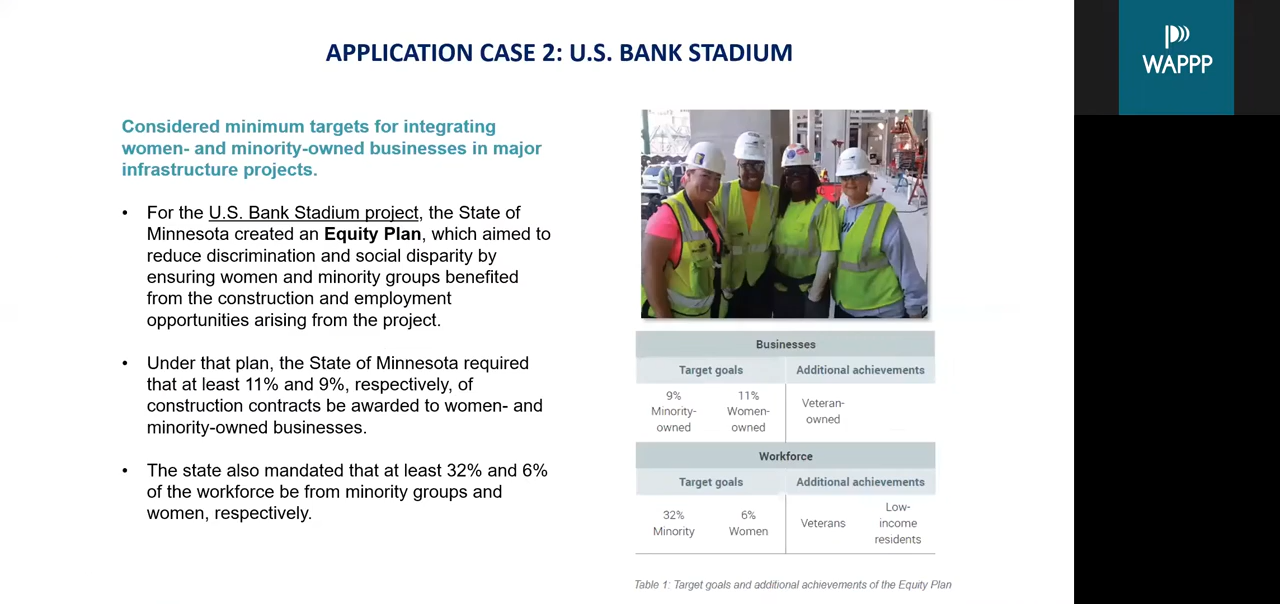 APPLICATION CASE 2: U.S. BANK STADIUM
WAPPP
Considered minimum targets for integrating
women- and minority-owned businesses in major
infrastructure projects.
• For the U.S. Bank Stadium project, the State of
Minnesota created an Equity Plan, which aimed to
reduce discrimination and social disparity by
ensuring women and minority groups benefited
from the construction and employment
opportunities arising from the project.
• Under that plan, the State of Minnesota required
that at least 11% and 9%, respectively, of
construction contracts be awarded to women- and
minority-owned businesses.
• The state also mandated that at least 32% and 6%
of the workforce be from minority groups and
women, respectively.
Businesses
Target goals Additional achievements
9% 11%
Minority- Women- Veteran-
owned owned owned
Workforce
Target goals Additional achievements
32% 6% Veterans Low-
Minority Women income
residents
Table 1: Target goals and additional achievements of the Equity Plan